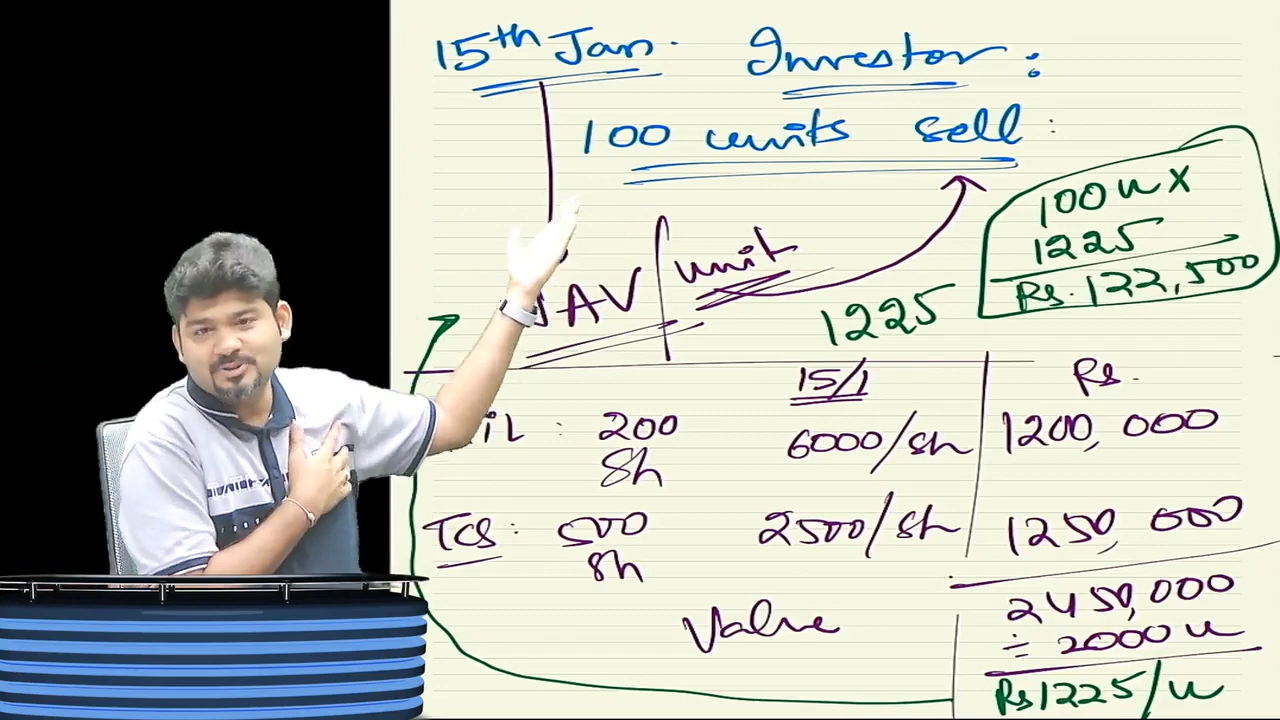 15th Jan. Investor :
100 units sell :
100 u x
1225
Rs. 122,500
NAV / unit
1225
15/1 Rs.
IL : 200 sh 6000/sh 1200,000
TCS : 500 sh 2500/sh 1250,000
2450,000
Value ÷ 2000 u
Rs 1225/u